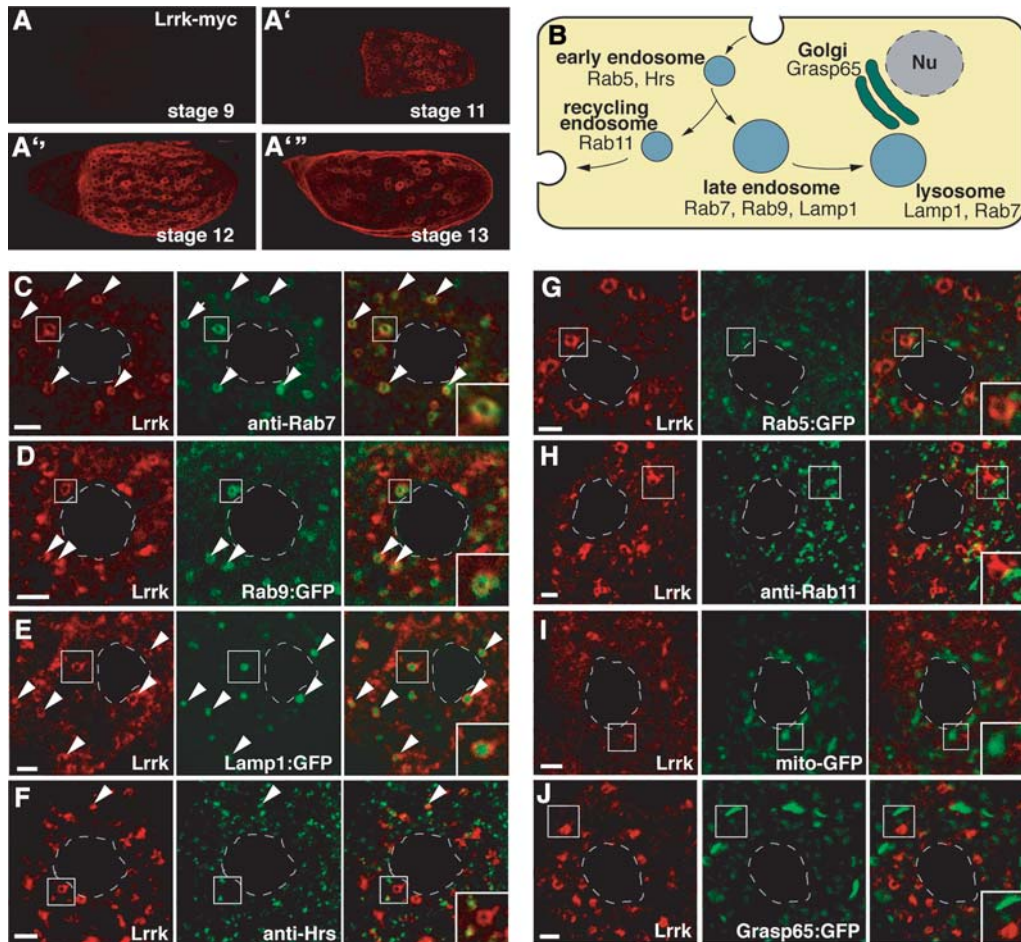 A
Lrrk-myc
stage 9
A'
stage 11
A''
stage 12
A'''
stage 13
B
early endosome
Rab5, Hrs
recycling
endosome
Rab11
late endosome
Rab7, Rab9, Lamp1
Golgi
Grasp65
Nu
lysosome
Lamp1, Rab7
C
Lrrk
anti-Rab7
D
Lrrk
Rab9:GFP
E
Lrrk
Lamp1:GFP
F
Lrrk
anti-Hrs
G
Lrrk
Rab5:GFP
H
Lrrk
anti-Rab11
I
Lrrk
mito-GFP
J
Lrrk
Grasp65:GFP